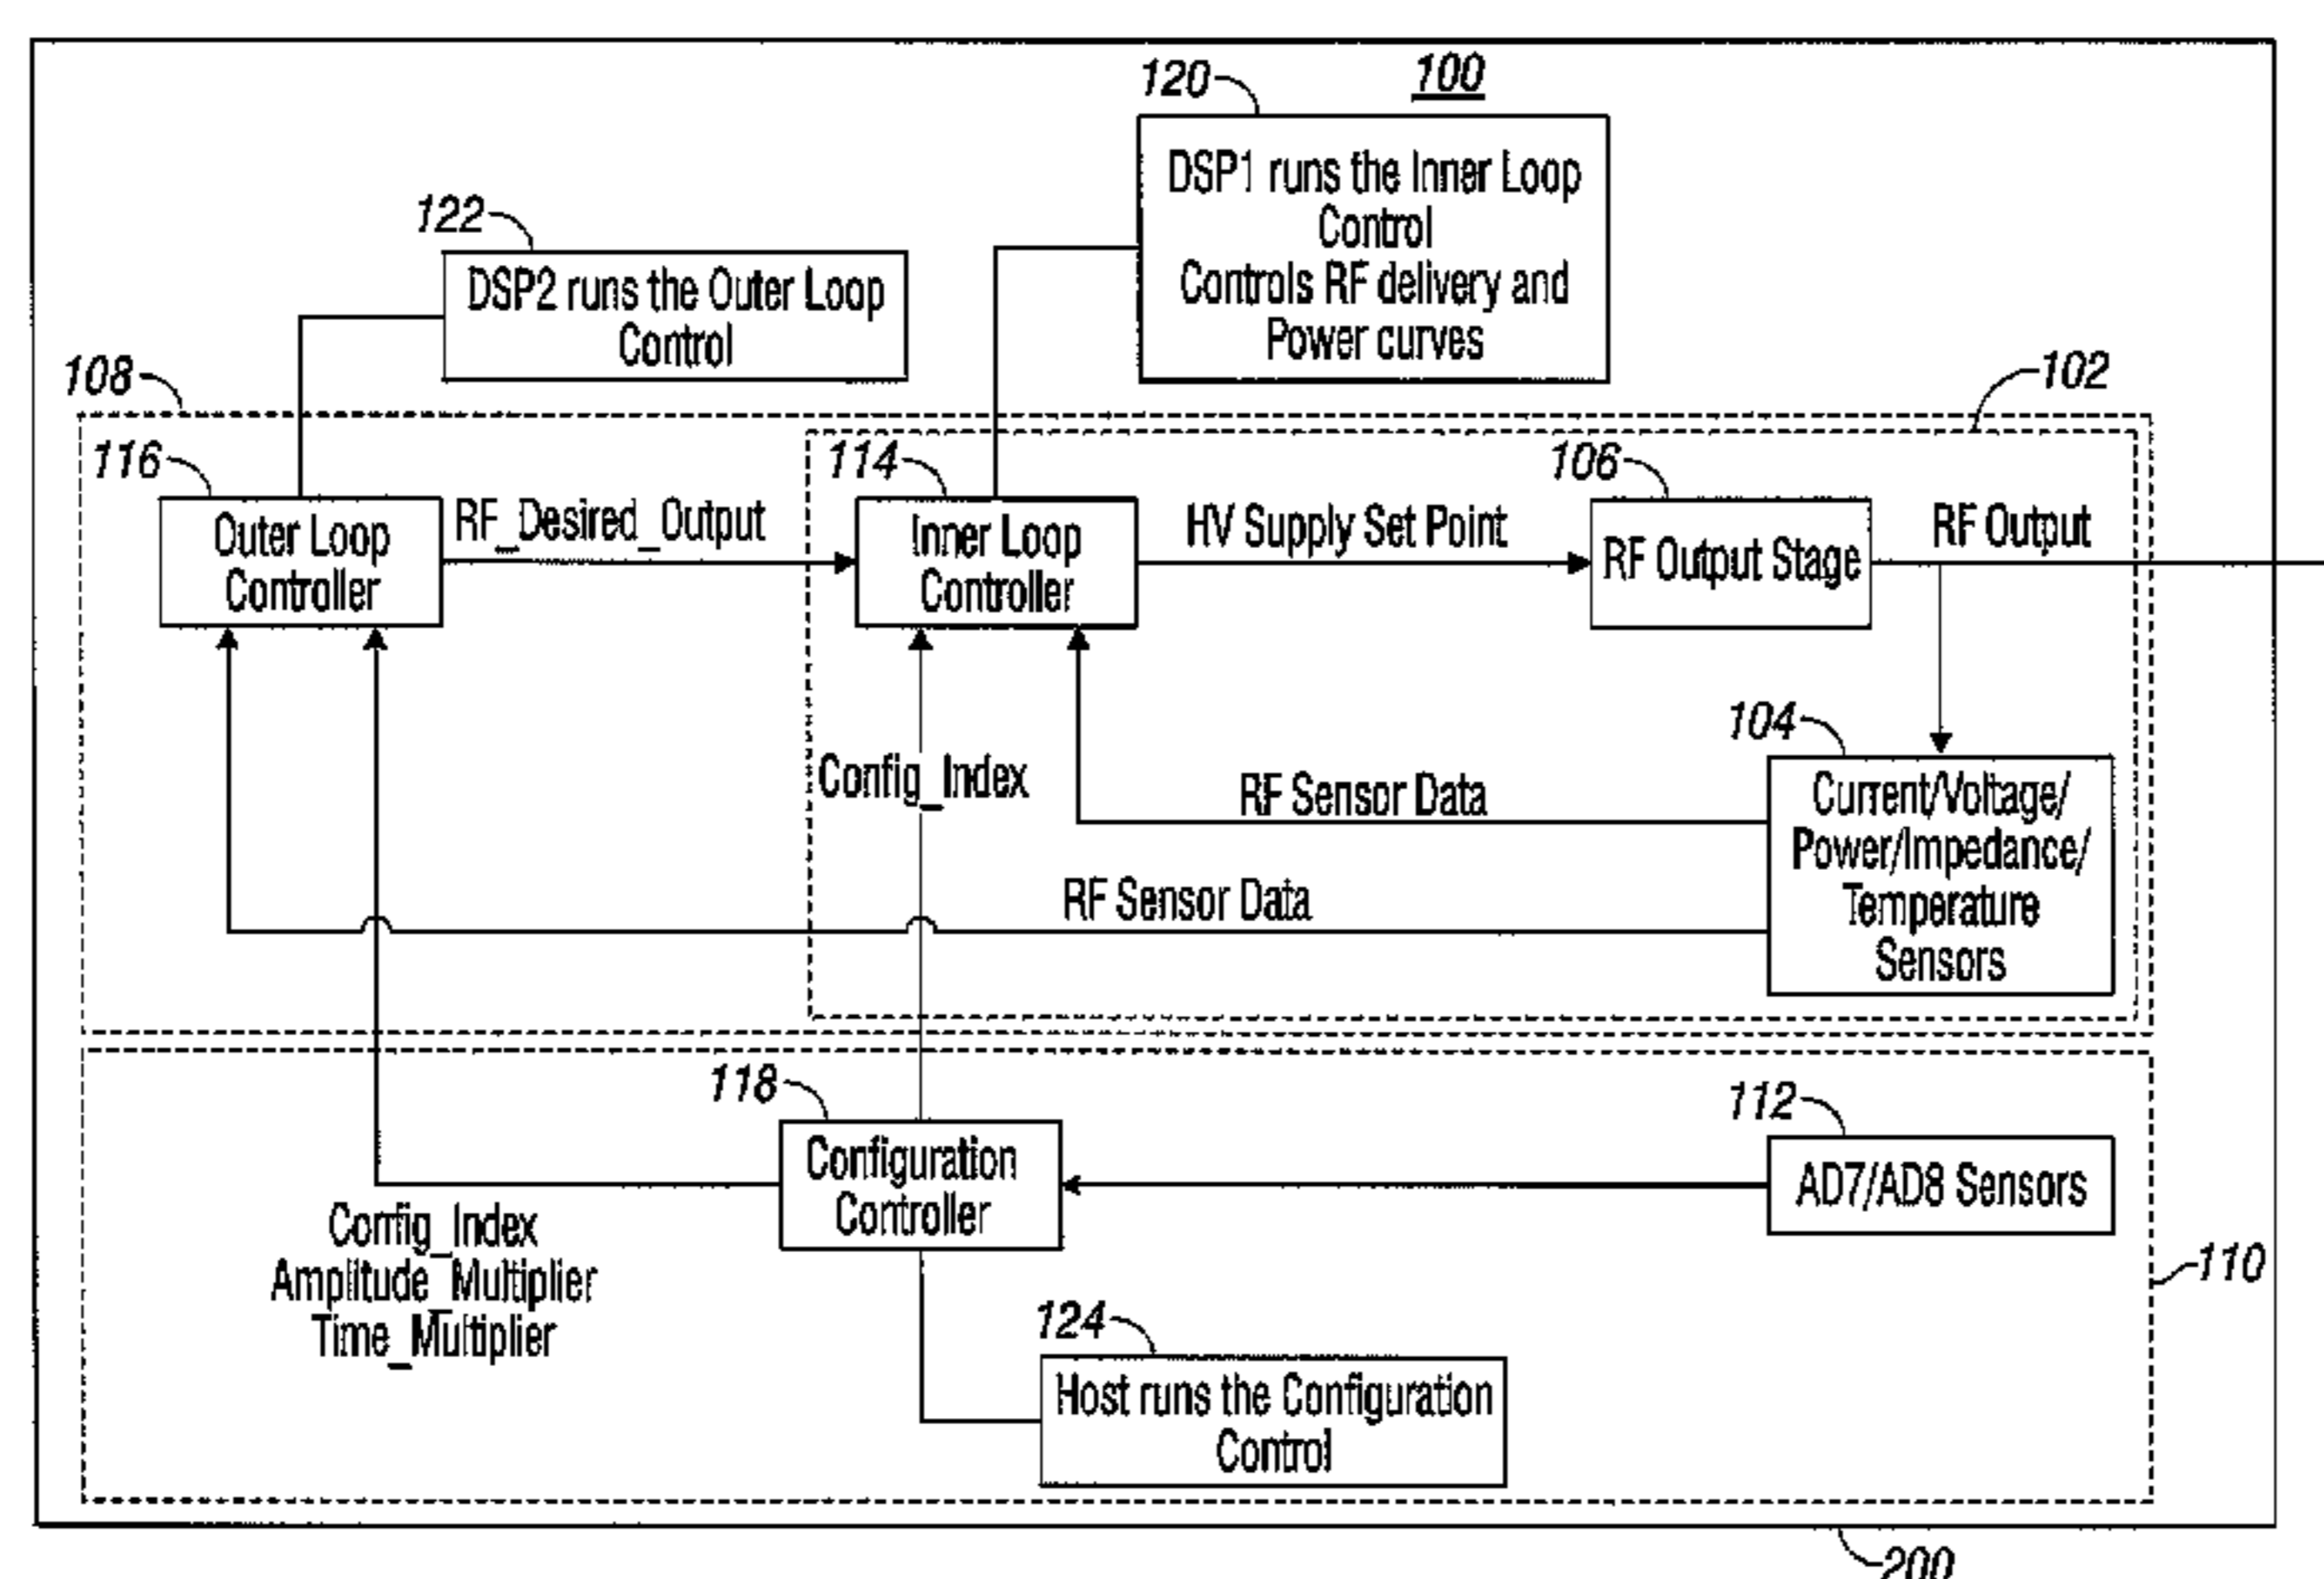 100
120
DSP1 runs the Inner Loop
Control
Controls RF delivery and
Power curves
122
DSP2 runs the Outer Loop
Control
108
102
116
Outer Loop
Controller
RF_Desired_Output
114
Inner Loop
Controller
HV Supply Set Point
106
RF Output Stage
RF Output
104
Current/Voltage/
Power/Impedance/
Temperature
Sensors
Config_Index
RF Sensor Data
RF Sensor Data
118
Configuration
Controller
112
AD7/AD8 Sensors
Config_Index
Amplitude_Multiplier
Time_Multiplier
110
124
Host runs the Configuration
Control
200